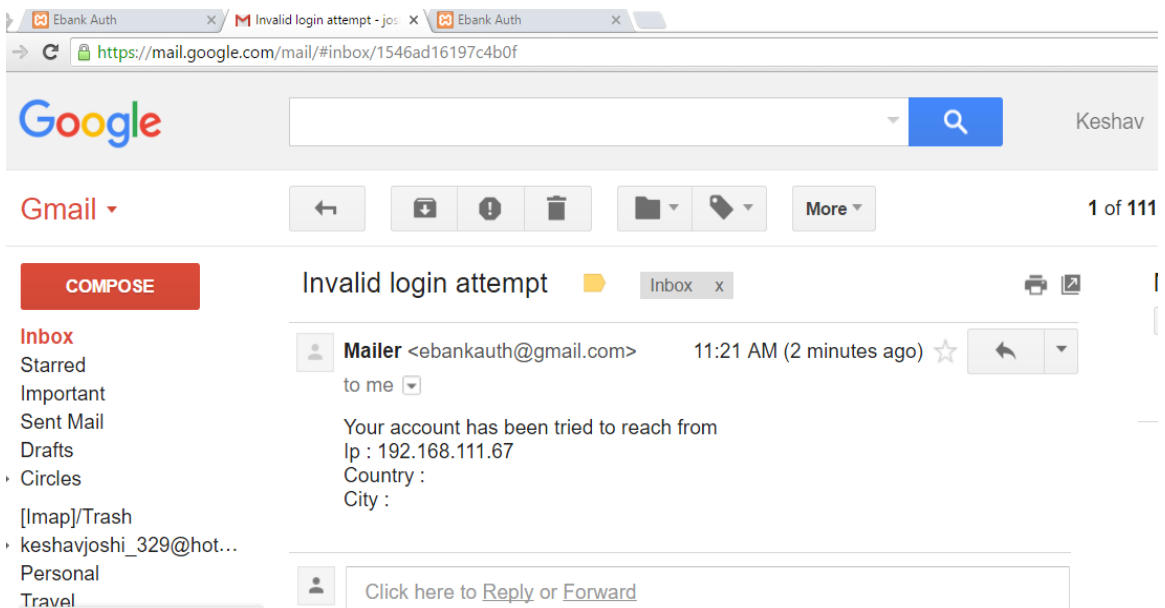 Ebank Auth x Invalid login attempt - jos x Ebank Auth x
https://mail.google.com/mail/#inbox/1546ad16197c4b0f
Google
Keshav
Gmail
More
1 of 111
COMPOSE
Invalid login attempt
Inbox x
Inbox
Starred
Important
Sent Mail
Drafts
Circles
[Imap]/Trash
keshavjoshi_329@hot...
Personal
Travel
Mailer <ebankauth@gmail.com> 11:21 AM (2 minutes ago)
to me
Your account has been tried to reach from
Ip : 192.168.111.67
Country :
City :
Click here to Reply or Forward